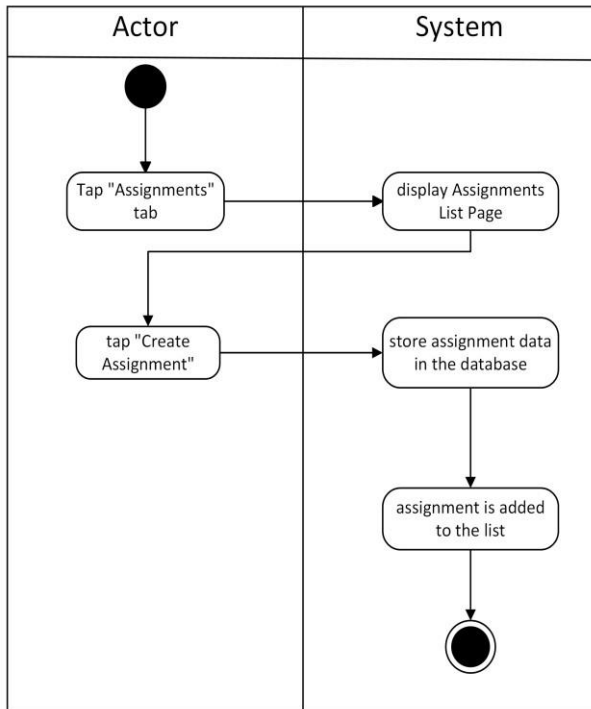 Actor
System
Tap "Assignments"
tab
display Assignments
List Page
tap "Create
Assignment"
store assignment data
in the database
assignment is added
to the list